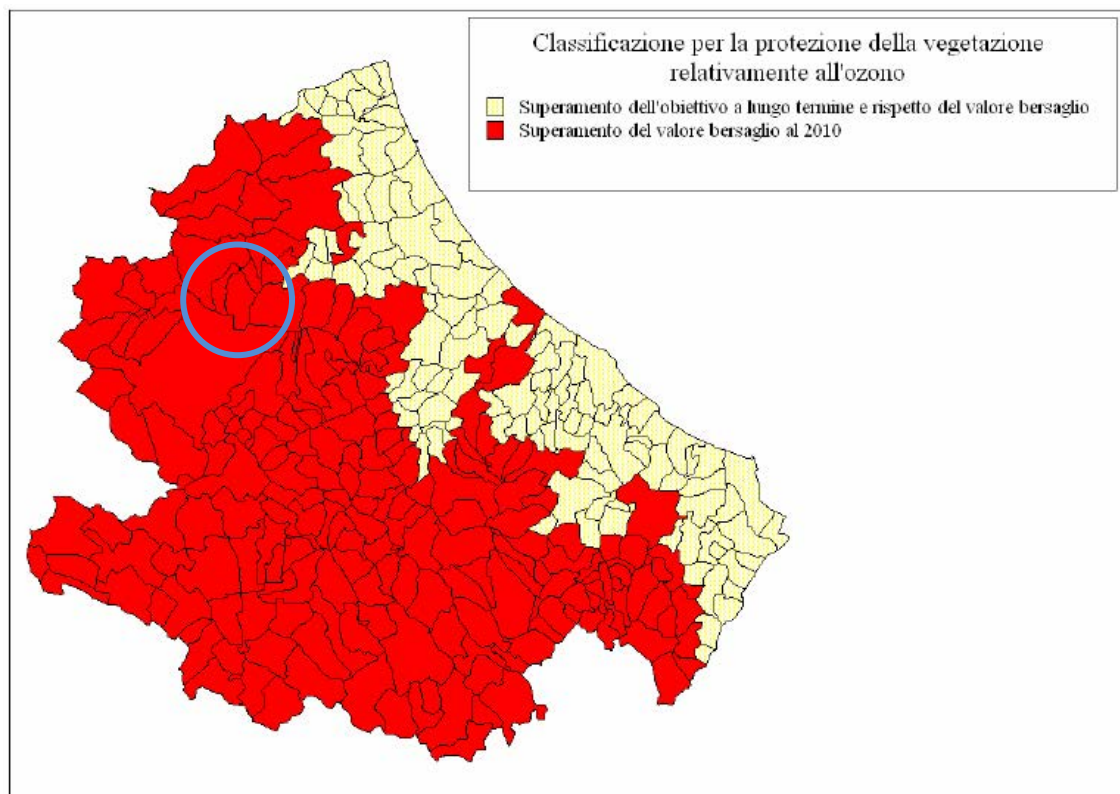 Classificazione per la protezione della vegetazione
relativamente all'ozono
Superamento dell'obiettivo a lungo termine e rispetto del valore bersaglio
Superamento del valore bersaglio al 2010